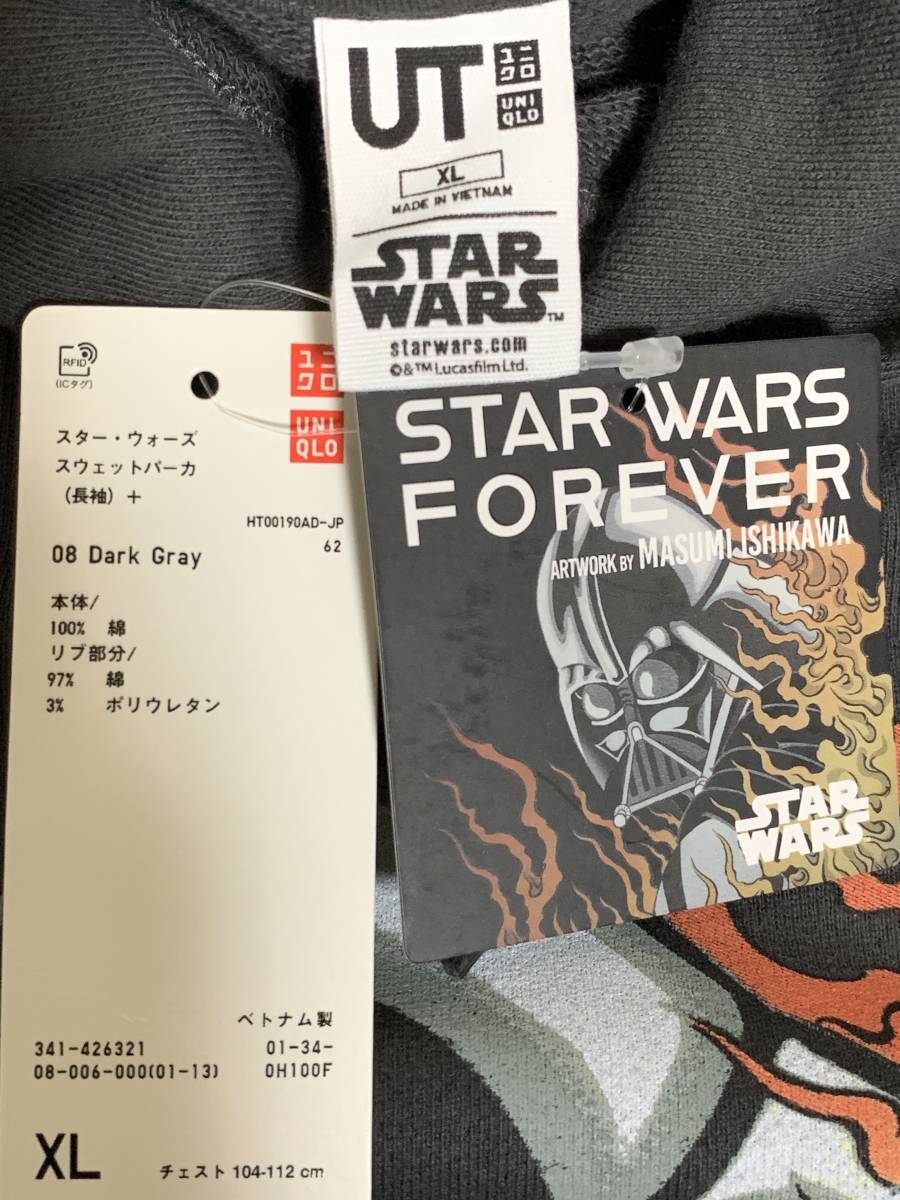 UT
ユニ
クロ
UNI
QLO
XL
MADE IN VIETNAM
STAR
WARS™
starwars.com
©&™Lucasfilm Ltd.
RFID
(ICタグ)
ユニ
クロ
UNI
QLO
スター・ウォーズ
スウェットパーカ
(長袖)+
HT00190AD-JP
62
08 Dark Gray
本体/
100% 綿
リブ部分/
97% 綿
3% ポリウレタン
ベトナム製
341-426321 01-34-
08-006-000(01-13) 0H100F
XL チェスト 104-112 cm
STAR WARS
FOREVER
ARTWORK BY MASUMI ISHIKAWA
STAR
WARS